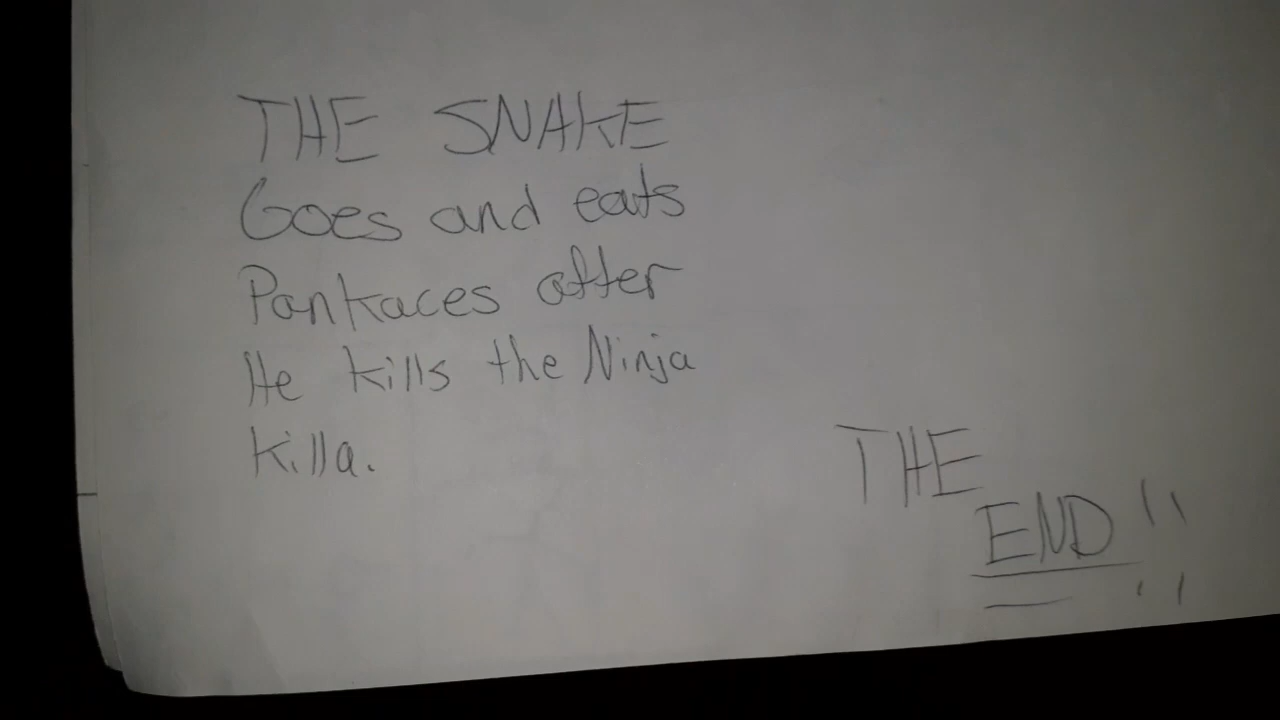 THE SNAKE
Goes and eats
Pankaces after
He kills the Ninja
Killa.
THE
END!!